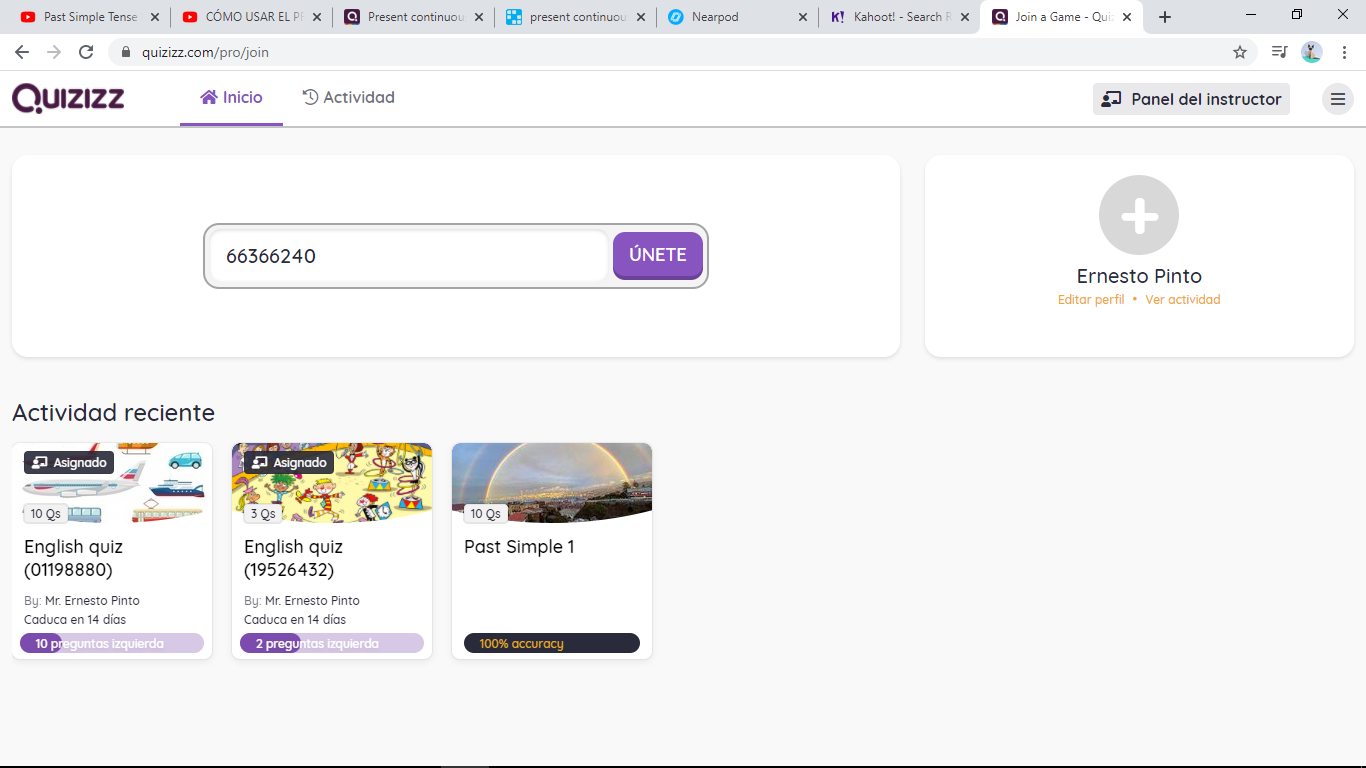 Past Simple Tense
CÓMO USAR EL PR
Present continuou
present continuou
Nearpod
Kahoot! - Search R
Join a Game - Quiz
quizizz.com/pro/join
Quizizz
Inicio
Actividad
Panel del instructor
66366240
ÚNETE
Ernesto Pinto
Editar perfil • Ver actividad
Actividad reciente
Asignado
10 Qs
English quiz
(01198880)
By: Mr. Ernesto Pinto
Caduca en 14 días
10 preguntas izquierda
Asignado
3 Qs
English quiz
(19526432)
By: Mr. Ernesto Pinto
Caduca en 14 días
2 preguntas izquierda
10 Qs
Past Simple 1
100% accuracy